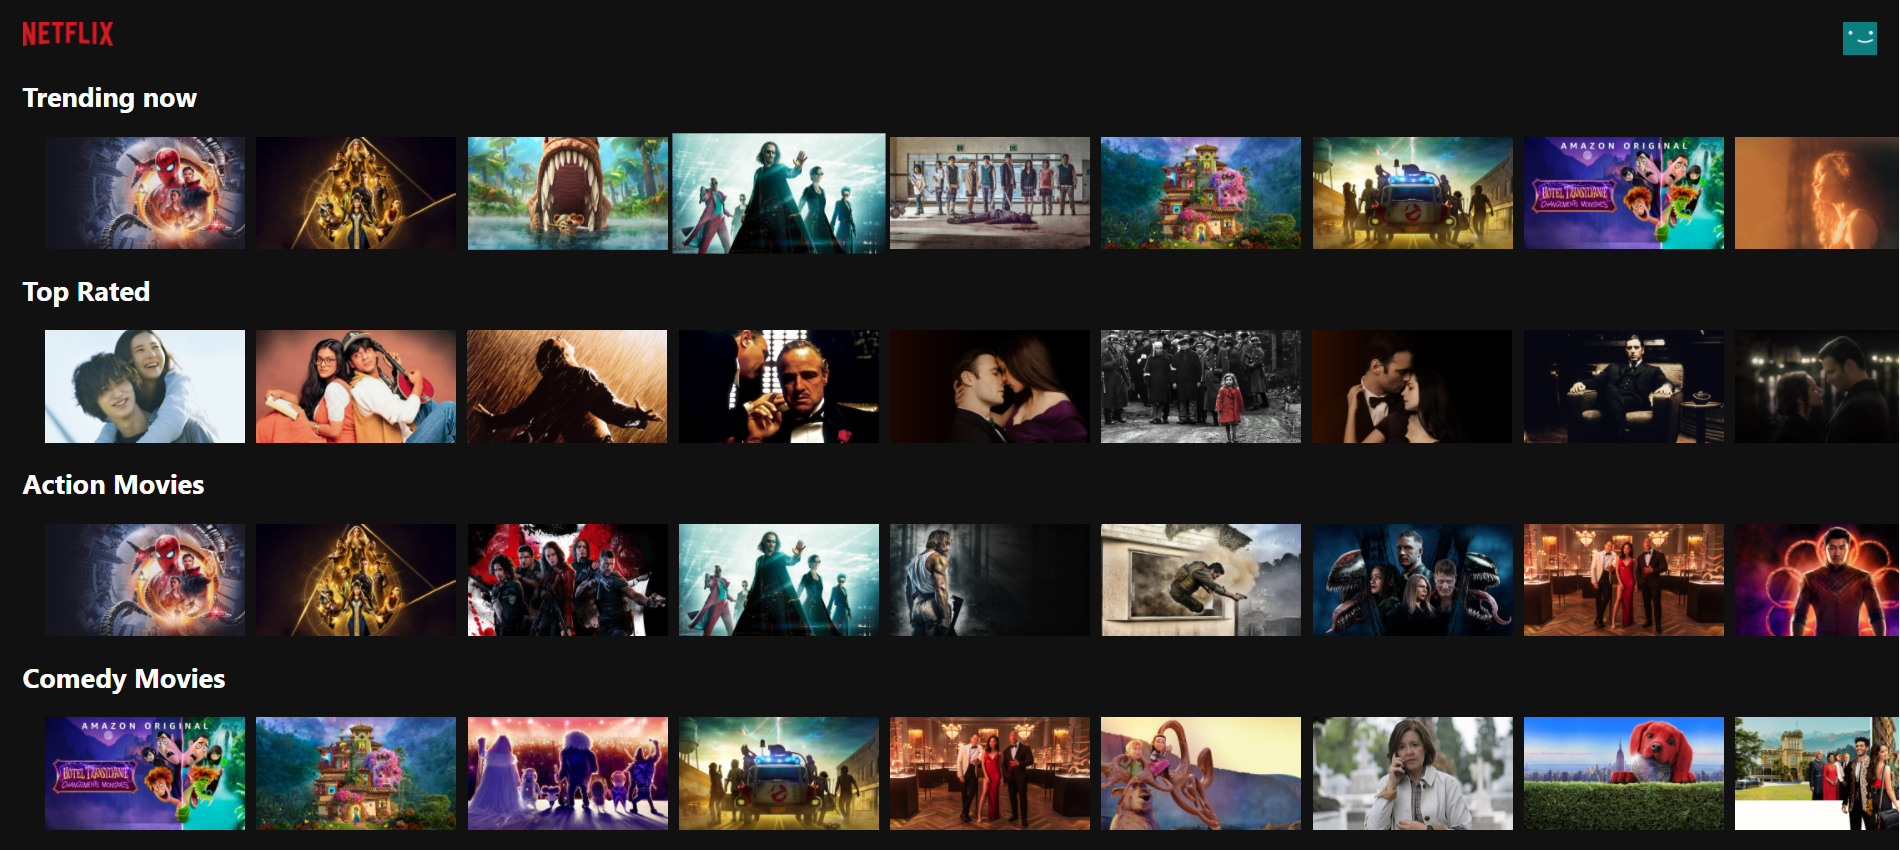 NETFLIX
Trending now
AMAZON ORIGINAL
HOTEL TRANSYLVANIE
CHANGEMENTS MONSTRES
Top Rated
Action Movies
Comedy Movies
AMAZON ORIGINAL
HOTEL TRANSYLVANIE
CHANGEMENTS MONSTRES